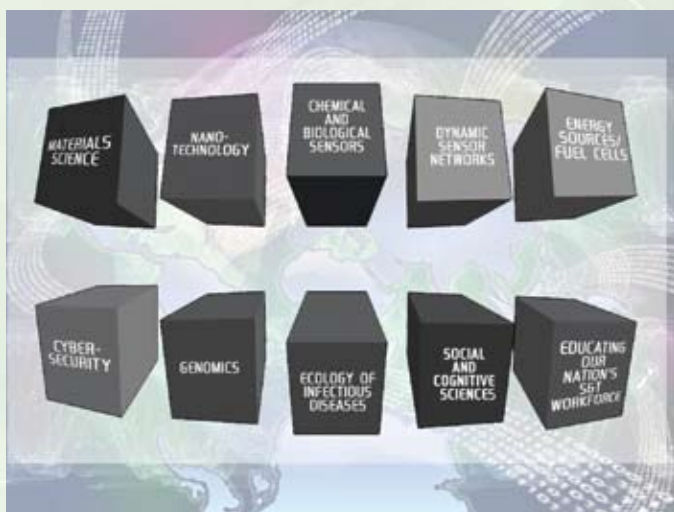 MATERIALS
SCIENCE
NANO-
TECHNOLOGY
CHEMICAL
AND
BIOLOGICAL
SENSORS
DYNAMIC
SENSOR
NETWORKS
ENERGY
SOURCES/
FUEL CELLS
CYBER-
SECURITY
GENOMICS
ECOLOGY OF
INFECTIOUS
DISEASES
SOCIAL
AND
COGNITIVE
SCIENCES
EDUCATING
OUR
NATION'S
S&T
WORKFORCE